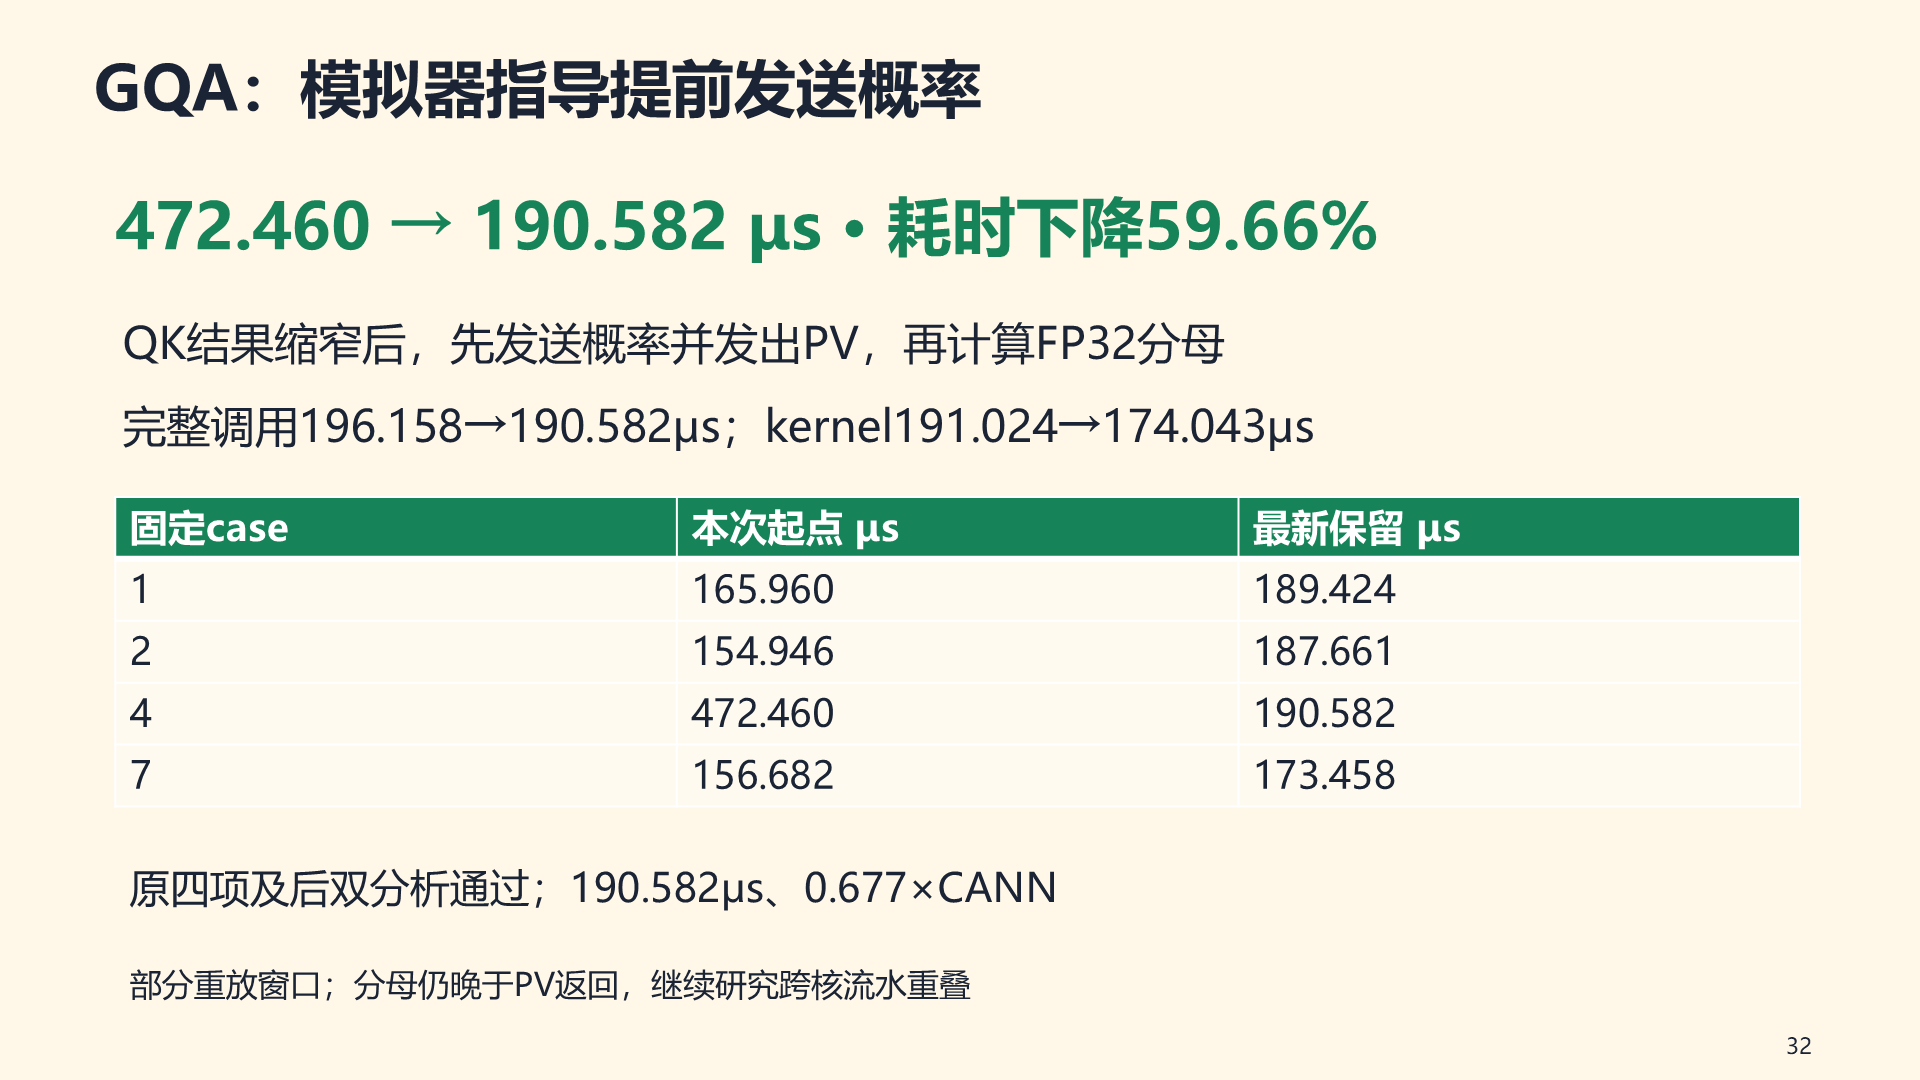 GQA：模拟器指导提前发送概率
472.460 → 190.582 μs · 耗时下降59.66%
QK结果缩窄后，先发送概率并发出PV，再计算FP32分母
完整调用196.158→190.582μs；kernel191.024→174.043μs
固定case 本次起点 μs 最新保留 μs
1 165.960 189.424
2 154.946 187.661
4 472.460 190.582
7 156.682 173.458
原四项及后双分析通过；190.582μs、0.677×CANN
部分重放窗口；分母仍晚于PV返回，继续研究跨核流水重叠
32